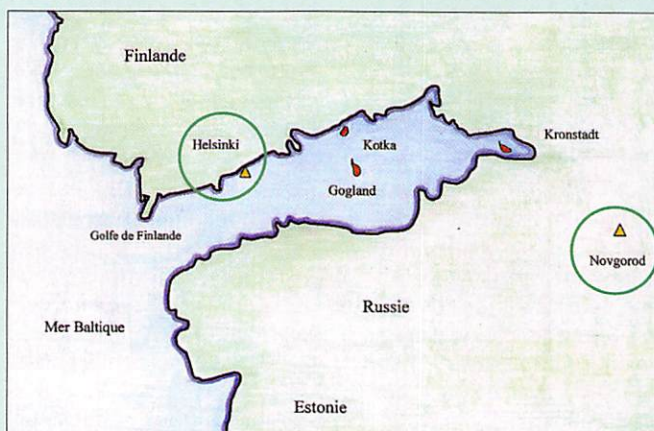 Finlande
Helsinki
Kotka
Kronstadt
Gogland
Golfe de Finlande
Novgorod
Mer Baltique
Russie
Estonie